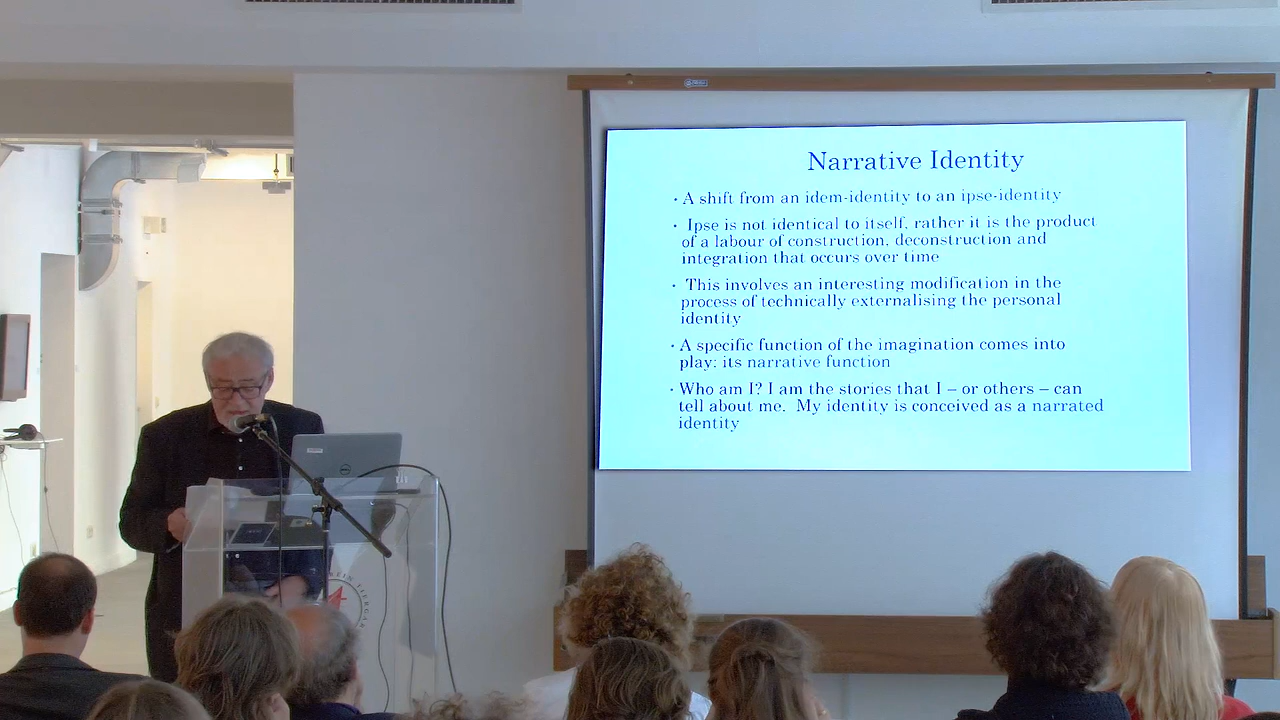 Narrative Identity
· A shift from an idem-identity to an ipse-identity
· Ipse is not identical to itself, rather it is the product
of a labour of construction, deconstruction and
integration that occurs over time
· This involves an interesting modification in the
process of technically externalising the personal
identity
· A specific function of the imagination comes into
play: its narrative function
· Who am I? I am the stories that I – or others – can
tell about me. My identity is conceived as a narrated
identity